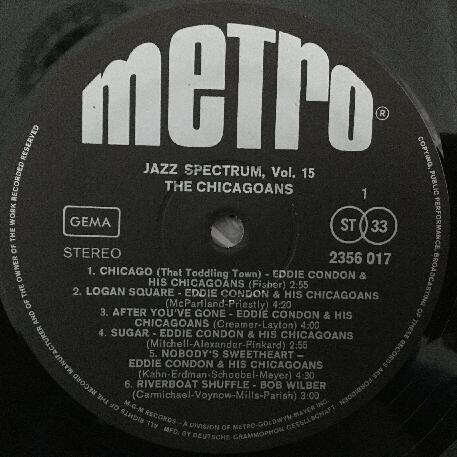 metro®
JAZZ SPECTRUM, Vol. 15
THE CHICAGOANS
1
GEMA
ST 33
STEREO
2356 017
1. CHICAGO (That Toddling Town) - EDDIE CONDON &
HIS CHICAGOANS (Fisher) 2:55
2. LOGAN SQUARE - EDDIE CONDON & HIS CHICAGOANS
(McPartland-Priestly) 4:20
3. AFTER YOU'VE GONE - EDDIE CONDON & HIS
CHICAGOANS (Creamer-Layton) 4:00
4. SUGAR - EDDIE CONDON & HIS CHICAGOANS
(Mitchell-Alexander-Pinkard) 2:55
5. NOBODY'S SWEETHEART -
EDDIE CONDON & HIS CHICAGOANS
(Kahn-Erdman-Schoebel-Meyer) 4:30
6. RIVERBOAT SHUFFLE - BOB WILBER
(Carmichael-Voynow-Mills-Parish) 3:00
M-G-M RECORDS - A DIVISION OF METRO-GOLDWYN-MAYER INC.
MFD. BY DEUTSCHE GRAMMOPHON GESELLSCHAFT.
ALL RIGHTS OF THE RECORD MANUFACTURER AND OF THE OWNER OF THE WORK RECORDED RESERVED
COPYING, PUBLIC PERFORMANCE, BROADCASTING OF THESE RECORDS